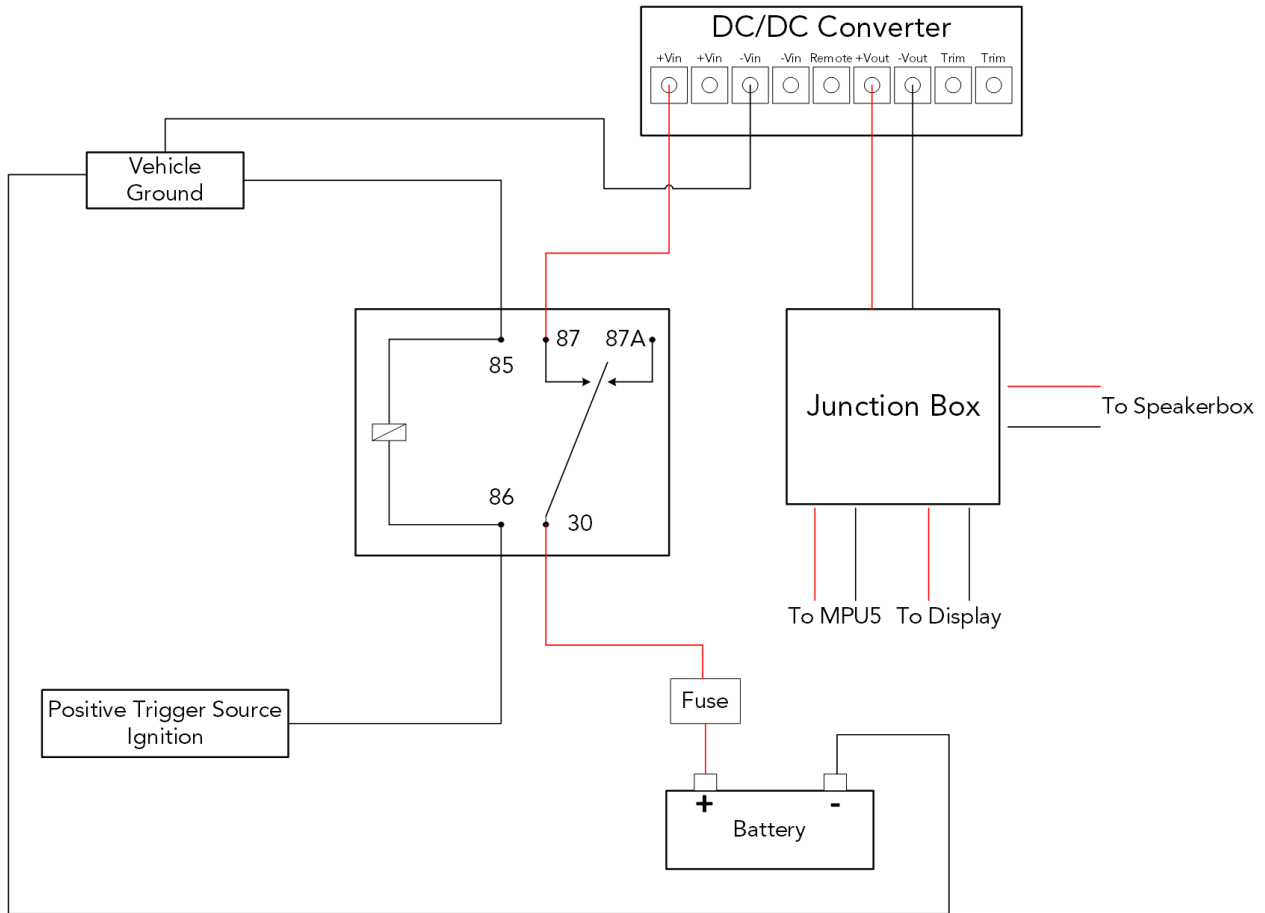 DC/DC Converter
+Vin +Vin -Vin -Vin Remote +Vout -Vout Trim Trim
Vehicle
Ground
87 87A
85
Junction Box
To Speakerbox
86
30
To MPU5 To Display
Positive Trigger Source
Ignition
Fuse
+ -
Battery